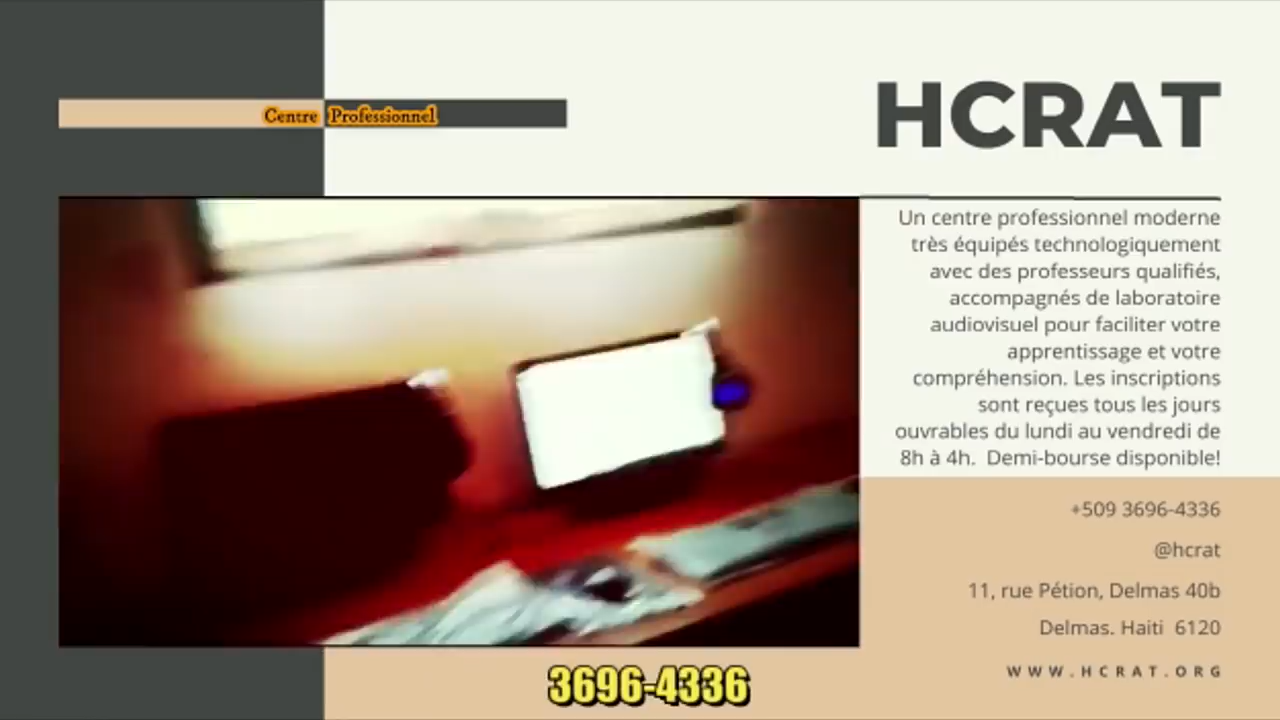 Centre Professionnel
HCRAT
Un centre professionnel moderne
très équipés technologiquement
avec des professeurs qualifiés,
accompagnés de laboratoire
audiovisuel pour faciliter votre
apprentissage et votre
compréhension. Les inscriptions
sont reçues tous les jours
ouvrables du lundi au vendredi de
8h à 4h. Demi-bourse disponible!
+509 3696-4336
@hcrat
11, rue Pétion, Delmas 40b
Delmas. Haiti 6120
WWW.HCRAT.ORG
3696-4336